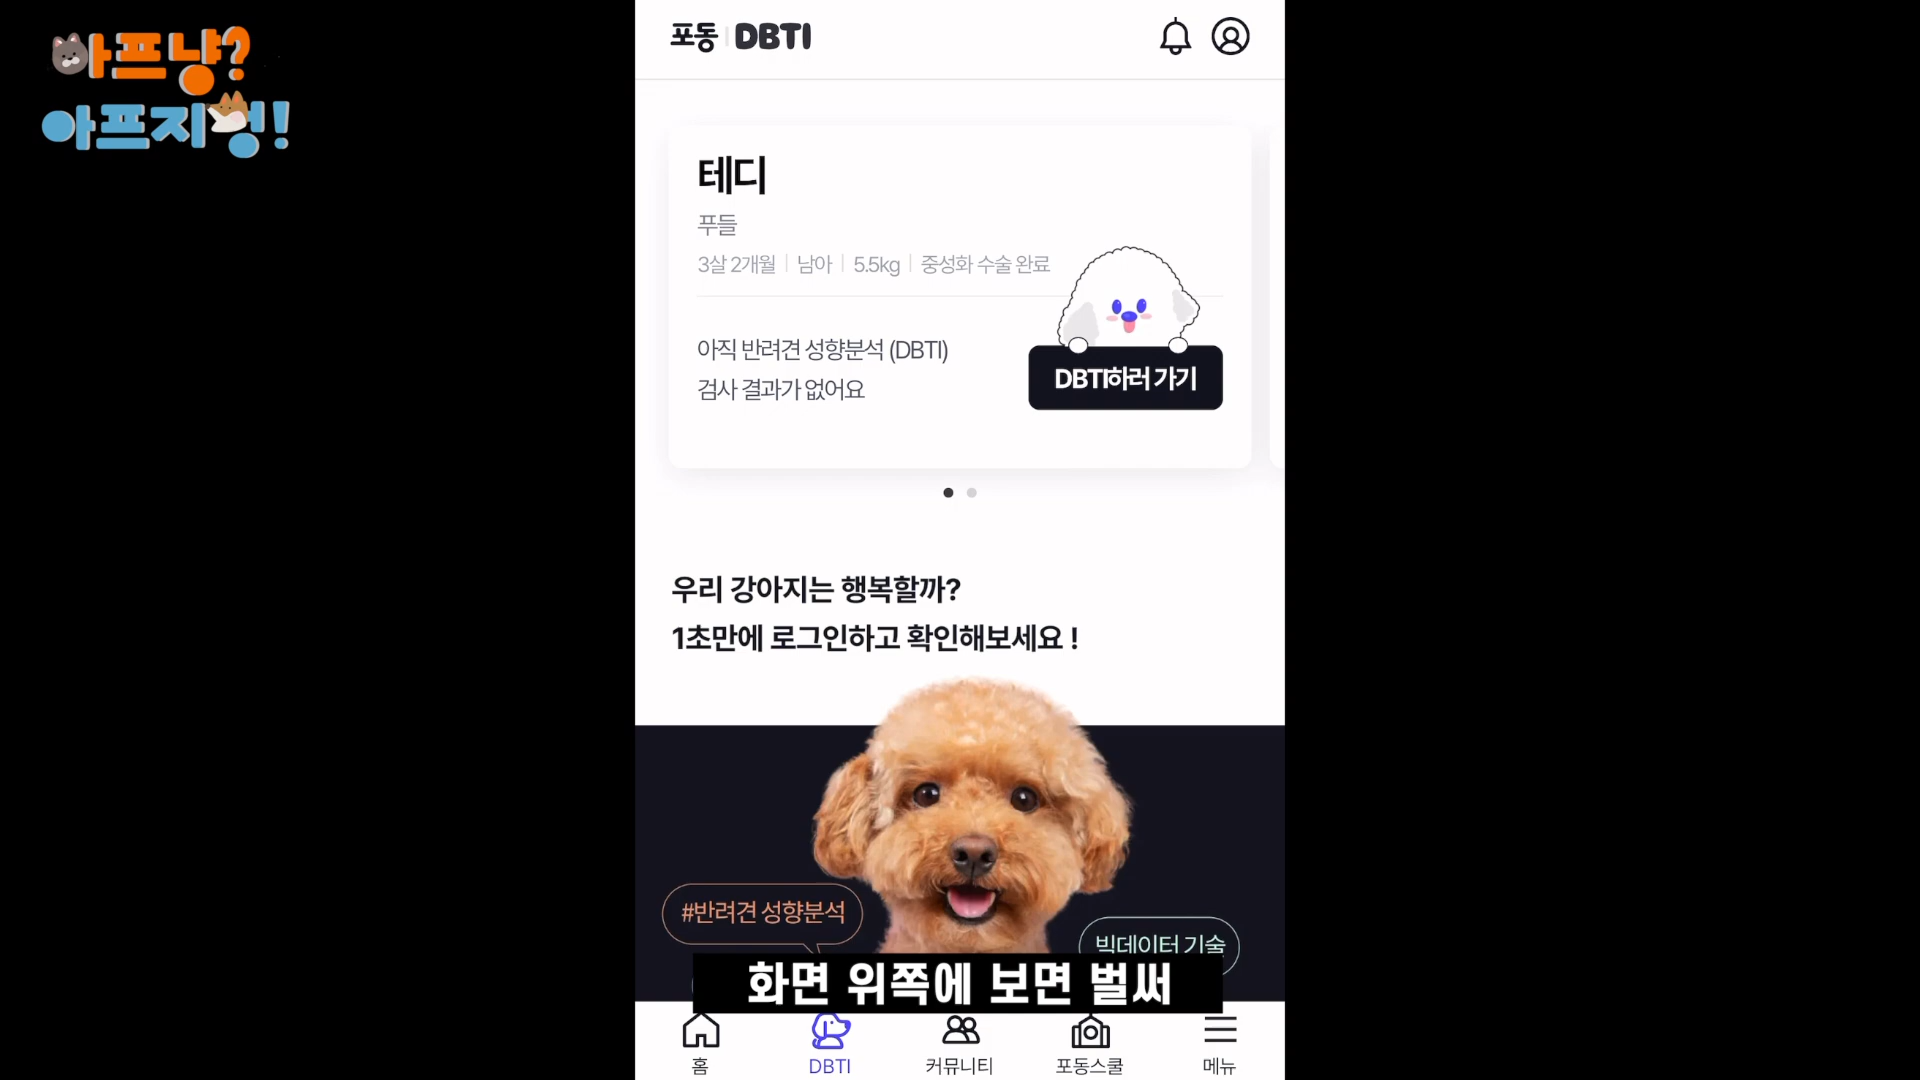 아프냥?
아프지멍!
포동 DBTI
테디
푸들
3살 2개월 남아 5.5kg 중성화 수술 완료
아직 반려견 성향분석 (DBTI)
검사 결과가 없어요
DBTI하러 가기
우리 강아지는 행복할까?
1초만에 로그인하고 확인해보세요 !
#반려견 성향분석
빅데이터 기술
화면 위쪽에 보면 벌써
홈 DBTI 커뮤니티 포동스쿨 메뉴